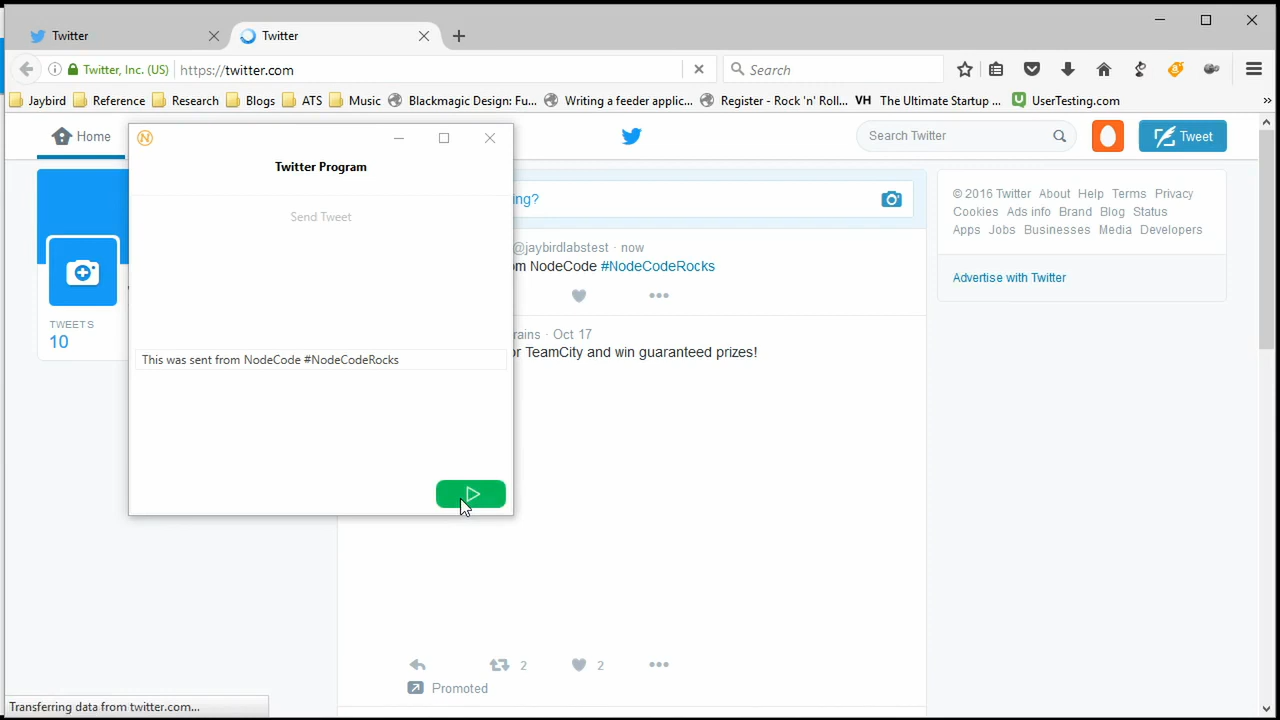 Twitter
Twitter
Twitter, Inc. (US)
https://twitter.com
Search
Jaybird
Reference
Research
Blogs
ATS
Music
Blackmagic Design: Fu...
Writing a feeder applic...
Register - Rock 'n' Roll...
VH The Ultimate Startup ...
UserTesting.com
»
Home
Search Twitter
Tweet
Twitter Program
Send Tweet
This was sent from NodeCode #NodeCodeRocks
TWEETS
10
ing?
@jaybirdlabstest · now
om NodeCode #NodeCodeRocks
rains · Oct 17
or TeamCity and win guaranteed prizes!
2
2
Promoted
© 2016 Twitter About Help Terms Privacy
Cookies Ads info Brand Blog Status
Apps Jobs Businesses Media Developers
Advertise with Twitter
Transferring data from twitter.com...